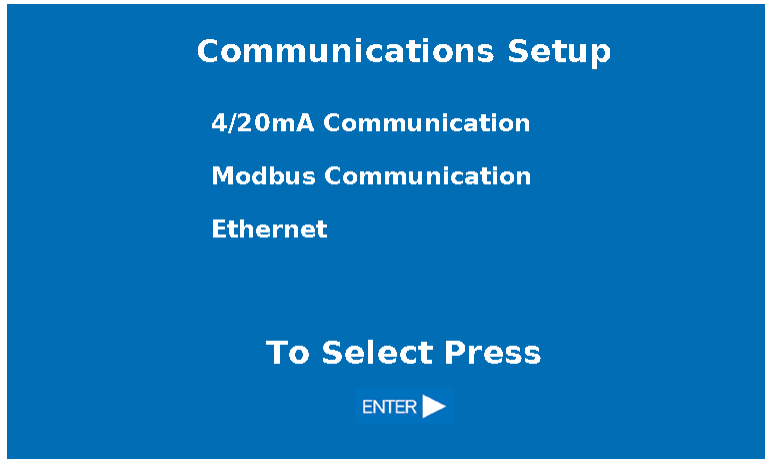 Communications Setup
4/20mA Communication
Modbus Communication
Ethernet
To Select Press
ENTER